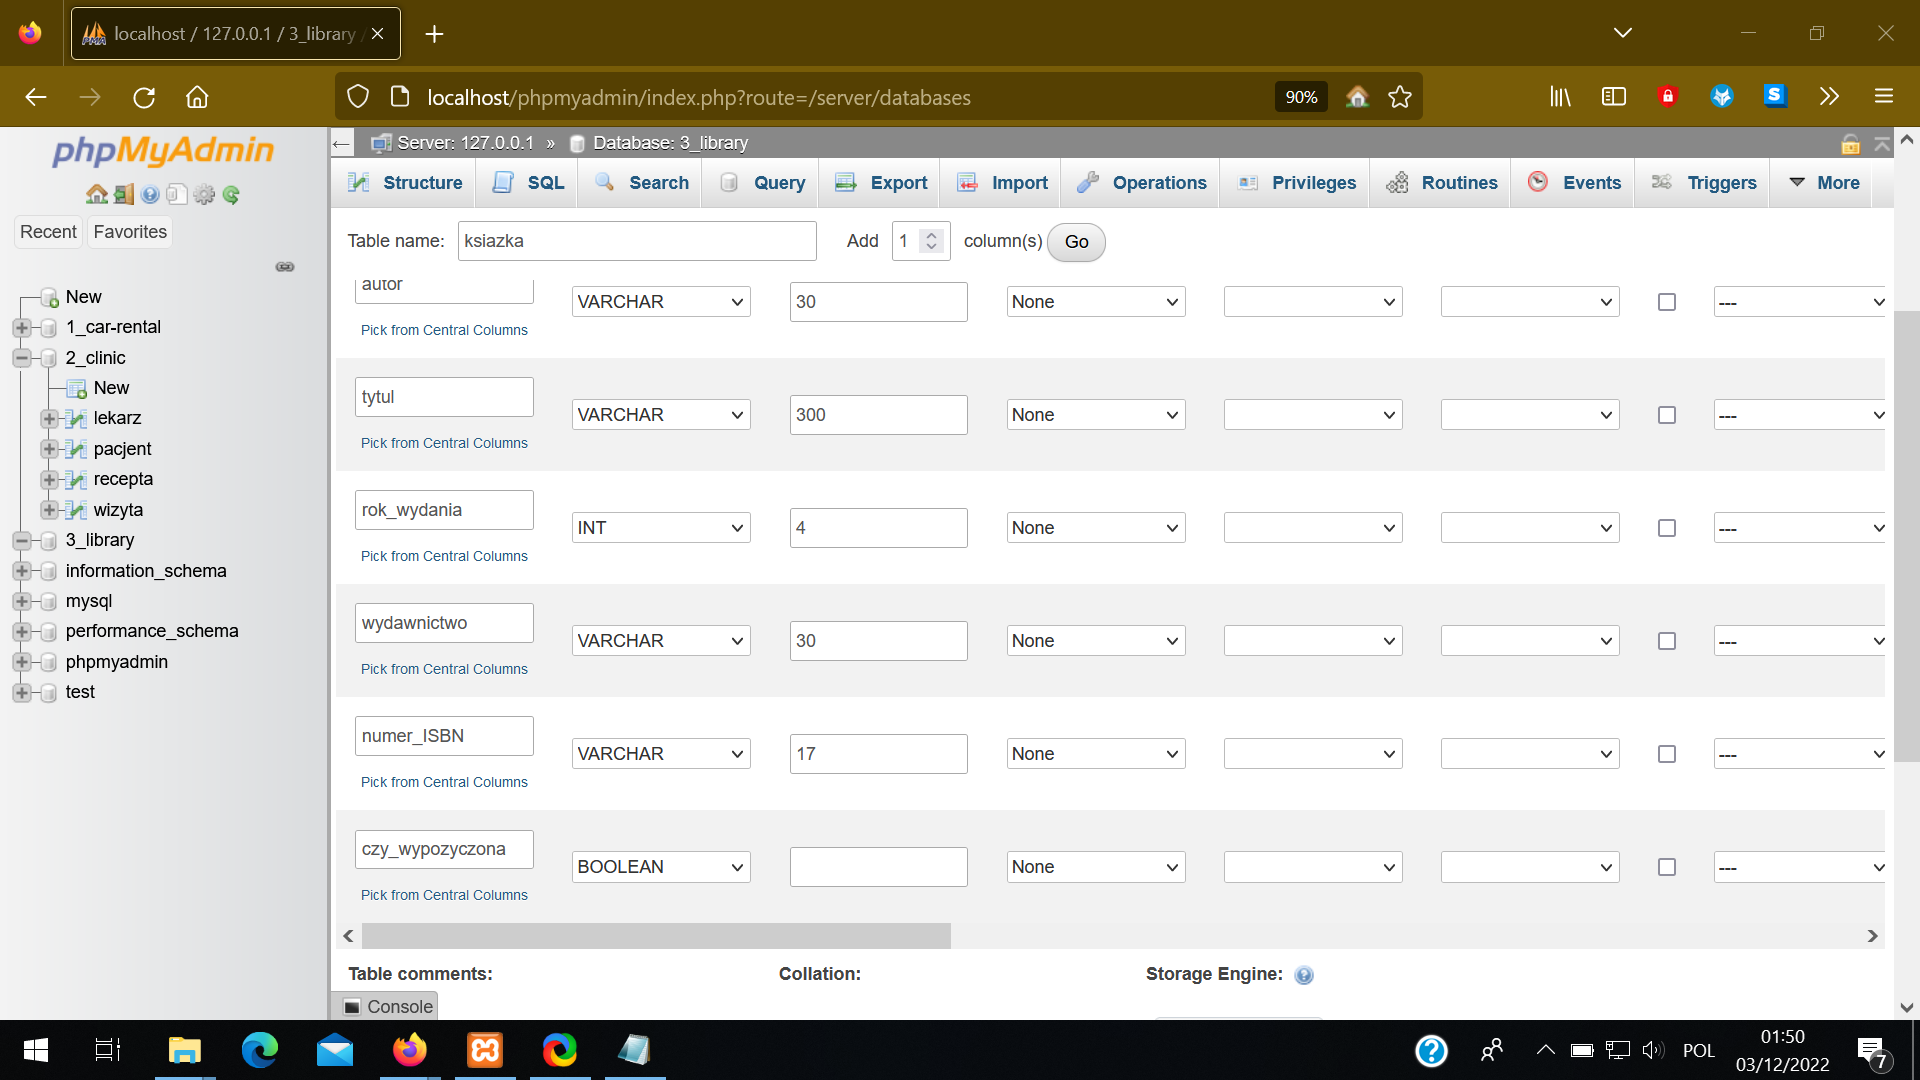 localhost / 127.0.0.1 / 3_library /
localhost/phpmyadmin/index.php?route=/server/databases
90%
phpMyAdmin
Recent
Favorites
New
1_car-rental
2_clinic
New
lekarz
pacjent
recepta
wizyta
3_library
information_schema
mysql
performance_schema
phpmyadmin
test
Server: 127.0.0.1 » Database: 3_library
Structure SQL Search Query Export Import Operations Privileges Routines Events Triggers More
Table name: ksiazka Add 1 column(s) Go
autor VARCHAR 30 None ---
Pick from Central Columns
tytul VARCHAR 300 None ---
Pick from Central Columns
rok_wydania INT 4 None ---
Pick from Central Columns
wydawnictwo VARCHAR 30 None ---
Pick from Central Columns
numer_ISBN VARCHAR 17 None ---
Pick from Central Columns
czy_wypozyczona BOOLEAN None ---
Pick from Central Columns
Table comments: Collation: Storage Engine:
Console
POL
01:50
03/12/2022
7